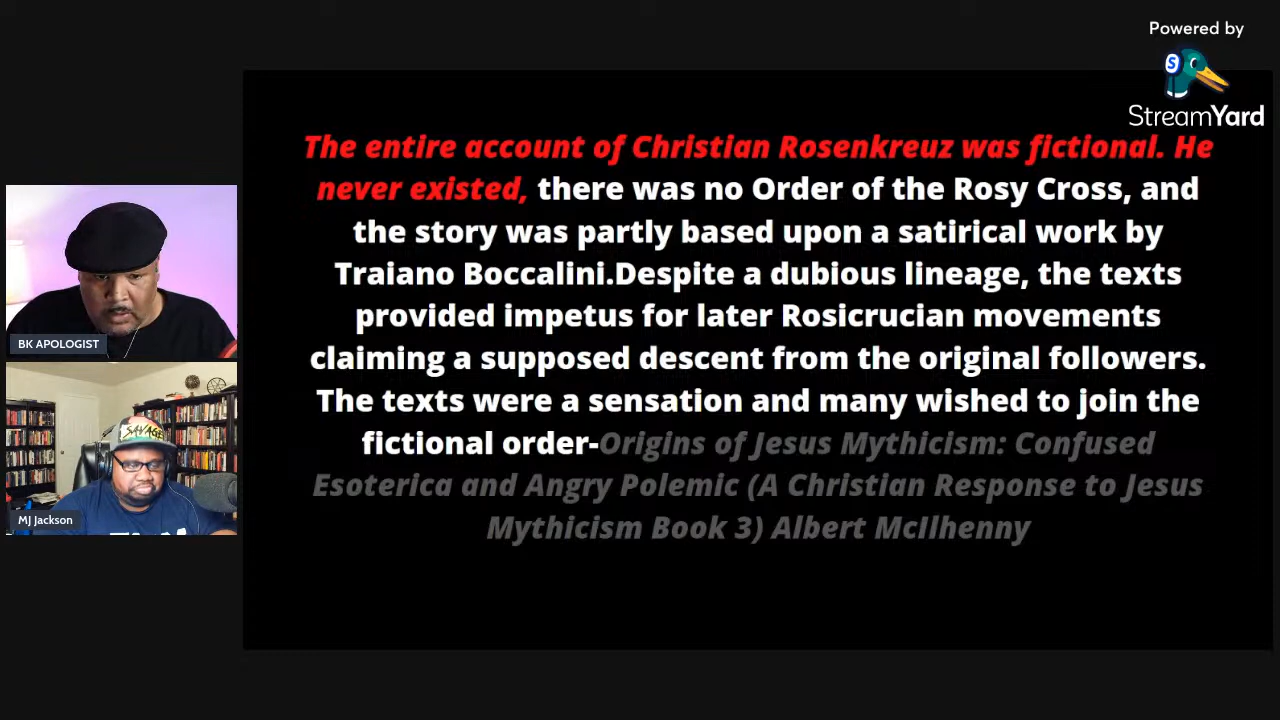 Powered by
StreamYard
The entire account of Christian Rosenkreuz was fictional. He
never existed, there was no Order of the Rosy Cross, and
the story was partly based upon a satirical work by
Traiano Boccalini.Despite a dubious lineage, the texts
provided impetus for later Rosicrucian movements
claiming a supposed descent from the original followers.
The texts were a sensation and many wished to join the
fictional order-Origins of Jesus Mythicism: Confused
Esoterica and Angry Polemic (A Christian Response to Jesus
Mythicism Book 3) Albert McIlhenny
BK APOLOGIST
SAVAGE
MJ Jackson